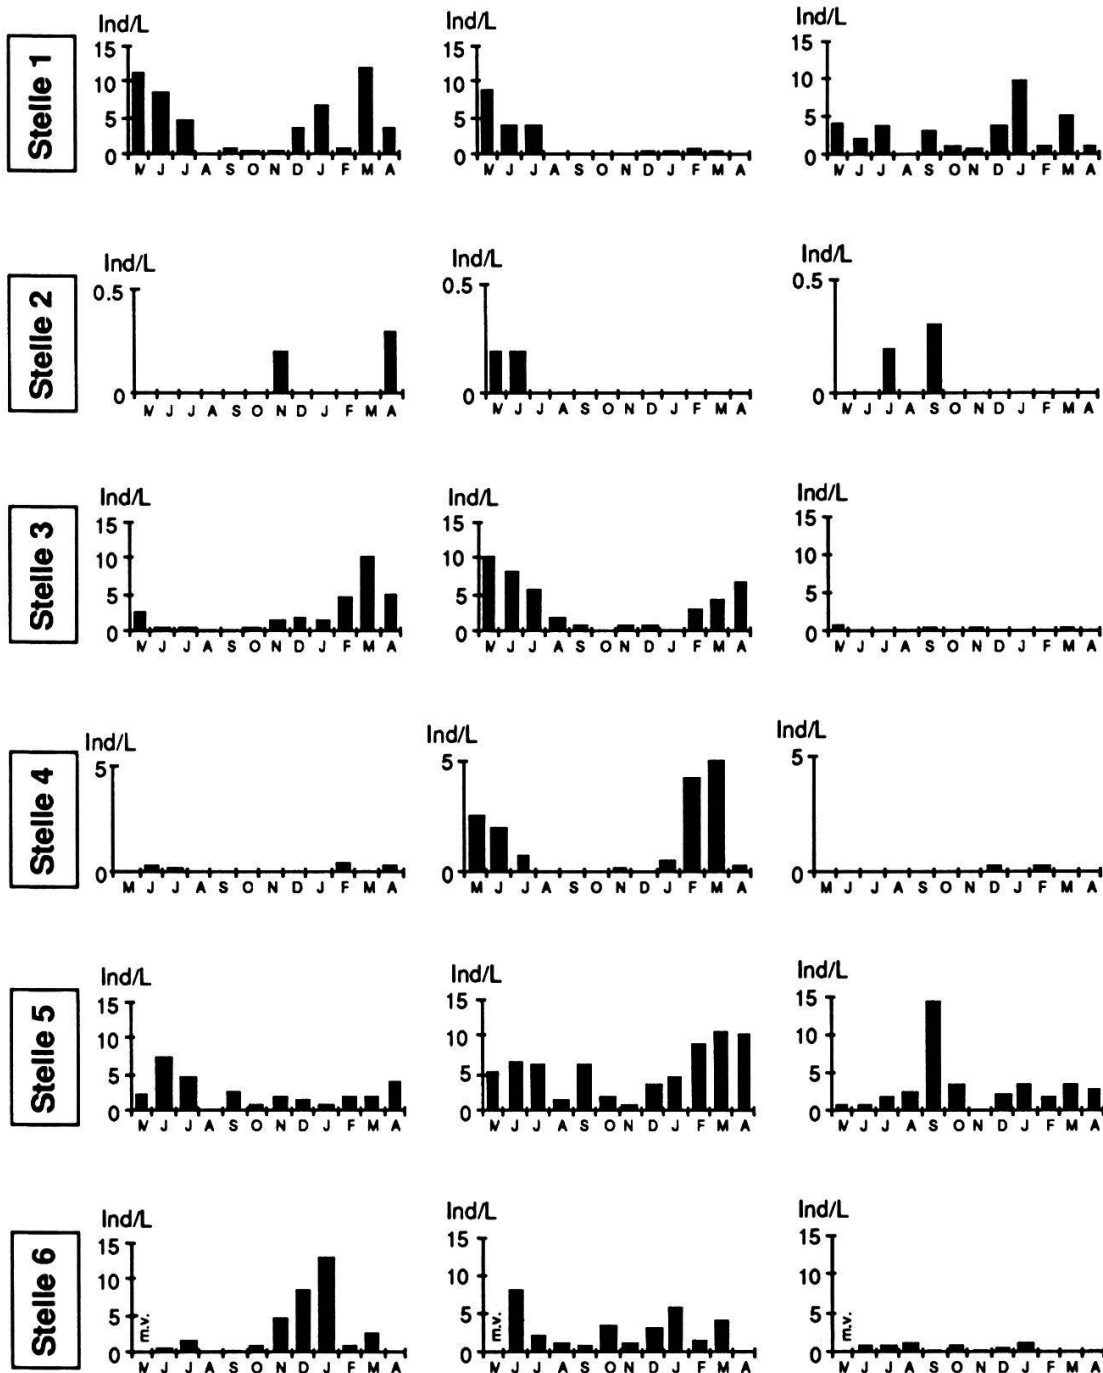 Stelle 1
Ind/L Ind/L Ind/L
15 15 15
10 10 10
5 5 5
0 0 0
M J J A S O N D J F M A M J J A S O N D J F M A M J J A S O N D J F M A
Stelle 2
Ind/L Ind/L Ind/L
0.5 0.5 0.5
0 0 0
M J J A S O N D J F M A M J J A S O N D J F M A M J J A S O N D J F M A
Stelle 3
Ind/L Ind/L Ind/L
15 15 15
10 10 10
5 5 5
0 0 0
M J J A S O N D J F M A M J J A S O N D J F M A M J J A S O N D J F M A
Stelle 4
Ind/L Ind/L Ind/L
5 5 5
0 0 0
M J J A S O N D J F M A M J J A S O N D J F M A M J J A S O N D J F M A
Stelle 5
Ind/L Ind/L Ind/L
15 15 15
10 10 10
5 5 5
0 0 0
M J J A S O N D J F M A M J J A S O N D J F M A M J J A S O N D J F M A
Stelle 6
Ind/L Ind/L Ind/L
15 15 15
10 10 10
5 5 5
m.v. m.v. m.v.
0 0 0
M J J A S O N D J F M A M J J A S O N D J F M A M J J A S O N D J F M A